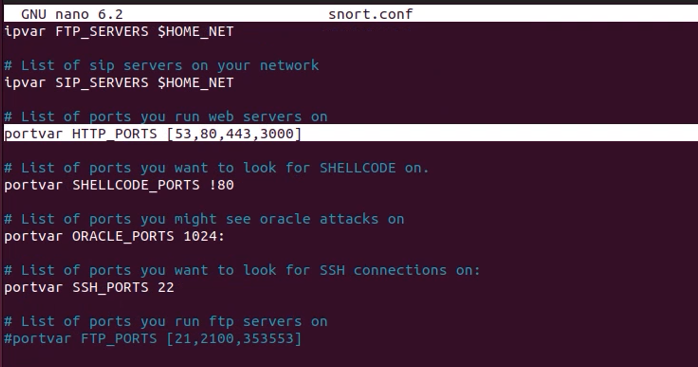 GNU nano 6.2 snort.conf
ipvar FTP_SERVERS $HOME_NET
# List of sip servers on your network
ipvar SIP_SERVERS $HOME_NET
# List of ports you run web servers on
portvar HTTP_PORTS [53,80,443,3000]
# List of ports you want to look for SHELLCODE on.
portvar SHELLCODE_PORTS !80
# List of ports you might see oracle attacks on
portvar ORACLE_PORTS 1024:
# List of ports you want to look for SSH connections on:
portvar SSH_PORTS 22
# List of ports you run ftp servers on
#portvar FTP_PORTS [21,2100,353553]